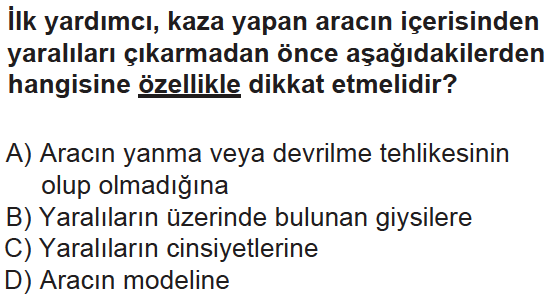 İlk yardımcı, kaza yapan aracın içerisinden
yaralıları çıkarmadan önce aşağıdakilerden
hangisine özellikle dikkat etmelidir?
A) Aracın yanma veya devrilme tehlikesinin
olup olmadığına
B) Yaralıların üzerinde bulunan giysilere
C) Yaralıların cinsiyetlerine
D) Aracın modeline